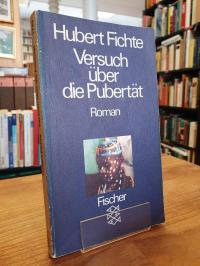 Hubert Fichte
Versuch
über
die Pubertät
Roman
Fischer